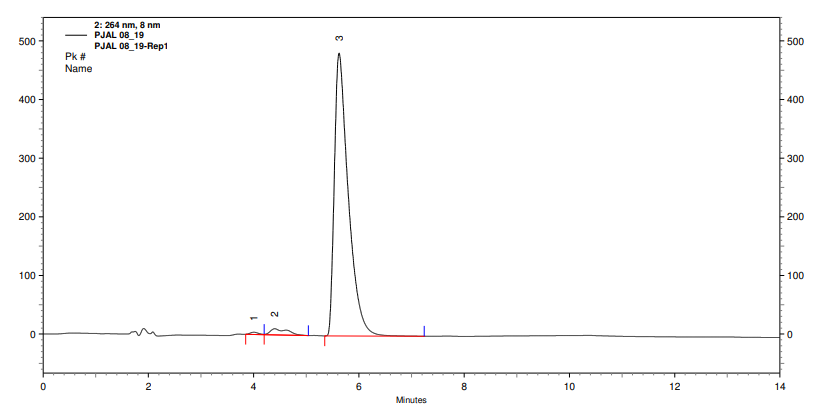 2: 264 nm, 8 nm
PJAL 08_19
PJAL 08_19-Rep1
Pk #
Name
3
500 500
400 400
300 300
200 200
100 100
1 2
0 0
0 2 4 6 8 10 12 14
Minutes